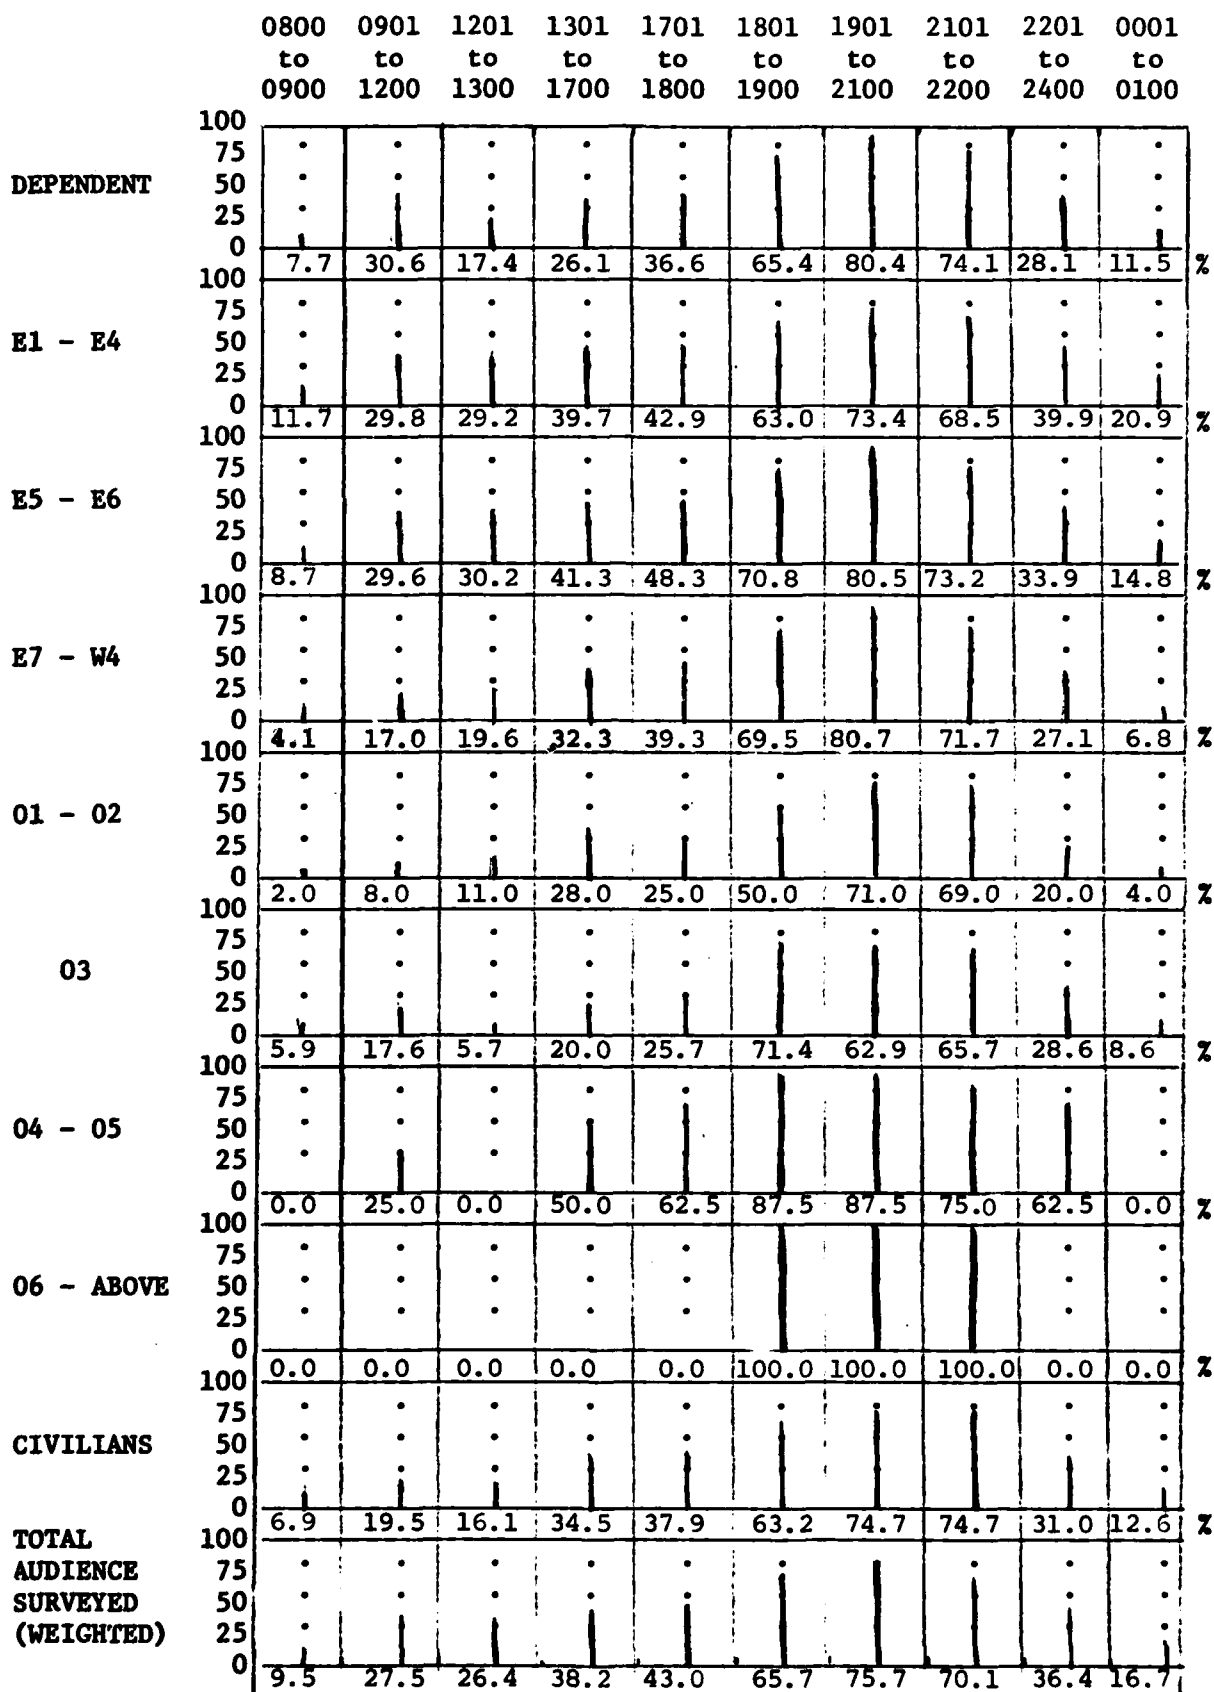 0800 0901 1201 1301 1701 1801 1901 2101 2201 0001
to to to to to to to to to to
0900 1200 1300 1700 1800 1900 2100 2200 2400 0100
100
75
DEPENDENT 50
25
0
7.7 30.6 17.4 26.1 36.6 65.4 80.4 74.1 28.1 11.5 %
100
75
E1 - E4 50
25
0
11.7 29.8 29.2 39.7 42.9 63.0 73.4 68.5 39.9 20.9 %
100
75
E5 - E6 50
25
0
8.7 29.6 30.2 41.3 48.3 70.8 80.5 73.2 33.9 14.8 %
100
75
E7 - W4 50
25
0
4.1 17.0 19.6 32.3 39.3 69.5 80.7 71.7 27.1 6.8 %
100
75
01 - 02 50
25
0
2.0 8.0 11.0 28.0 25.0 50.0 71.0 69.0 20.0 4.0 %
100
75
03 50
25
0
5.9 17.6 5.7 20.0 25.7 71.4 62.9 65.7 28.6 8.6 %
100
75
04 - 05 50
25
0
0.0 25.0 0.0 50.0 62.5 87.5 87.5 75.0 62.5 0.0 %
100
75
06 - ABOVE 50
25
0
0.0 0.0 0.0 0.0 0.0 100.0 100.0 100.0 0.0 0.0 %
100
75
CIVILIANS 50
25
0
6.9 19.5 16.1 34.5 37.9 63.2 74.7 74.7 31.0 12.6 %
TOTAL 100
AUDIENCE 75
SURVEYED 50
(WEIGHTED) 25
0
9.5 27.5 26.4 38.2 43.0 65.7 75.7 70.1 36.4 16.7